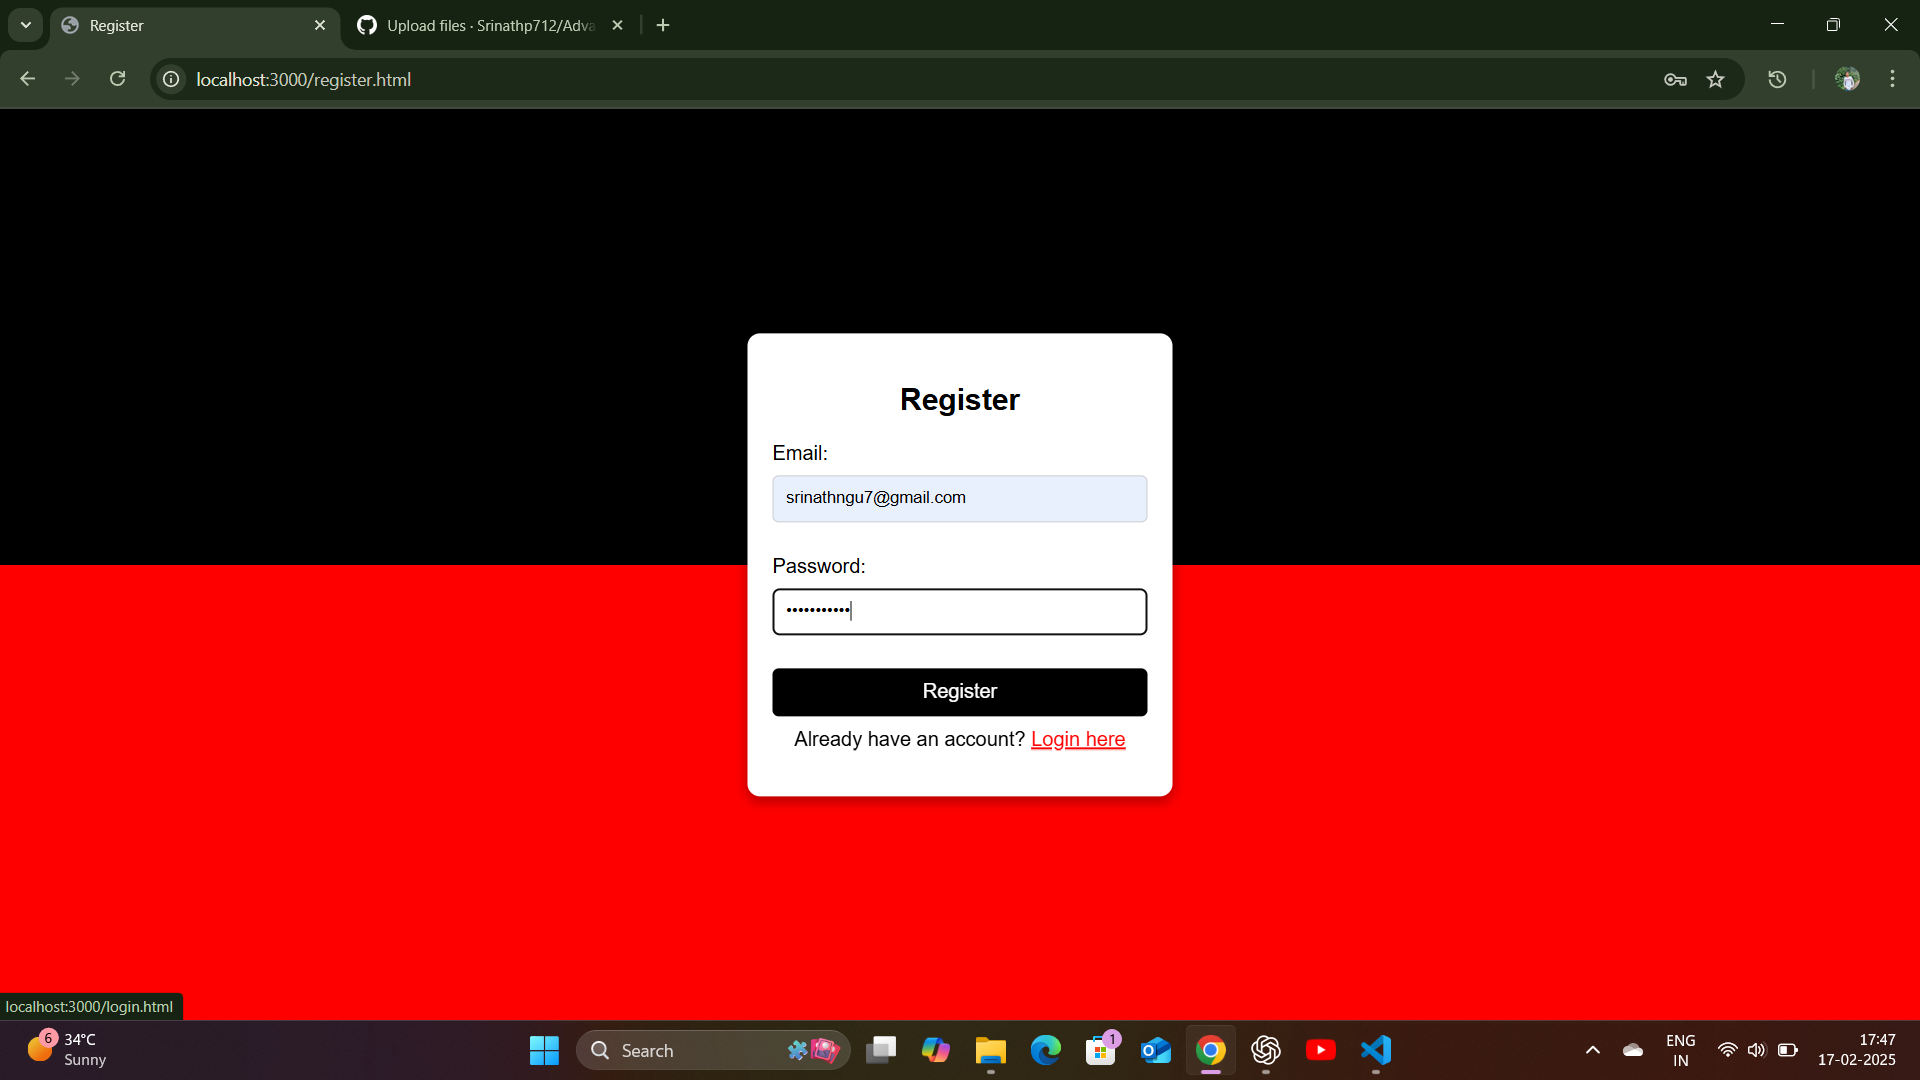 Register
Upload files · Srinathp712/Adva
localhost:3000/register.html
Register
Email:
srinathngu7@gmail.com
Password:
•••••••••••
Register
Already have an account? Login here
localhost:3000/login.html
6
34°C
Sunny
Search
1
ENG
IN
17:47
17-02-2025